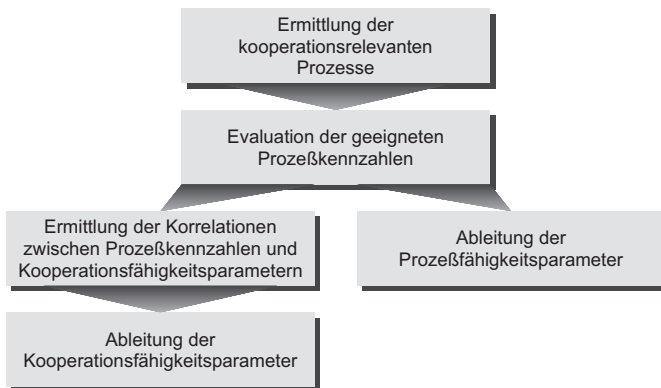 Ermittlung der
kooperationsrelevanten
Prozesse
Evaluation der geeigneten
Prozeßkennzahlen
Ermittlung der Korrelationen
zwischen Prozeßkennzahlen und
Kooperationsfähigkeitsparametern
Ableitung der
Prozeßfähigkeitsparameter
Ableitung der
Kooperationsfähigkeitsparameter